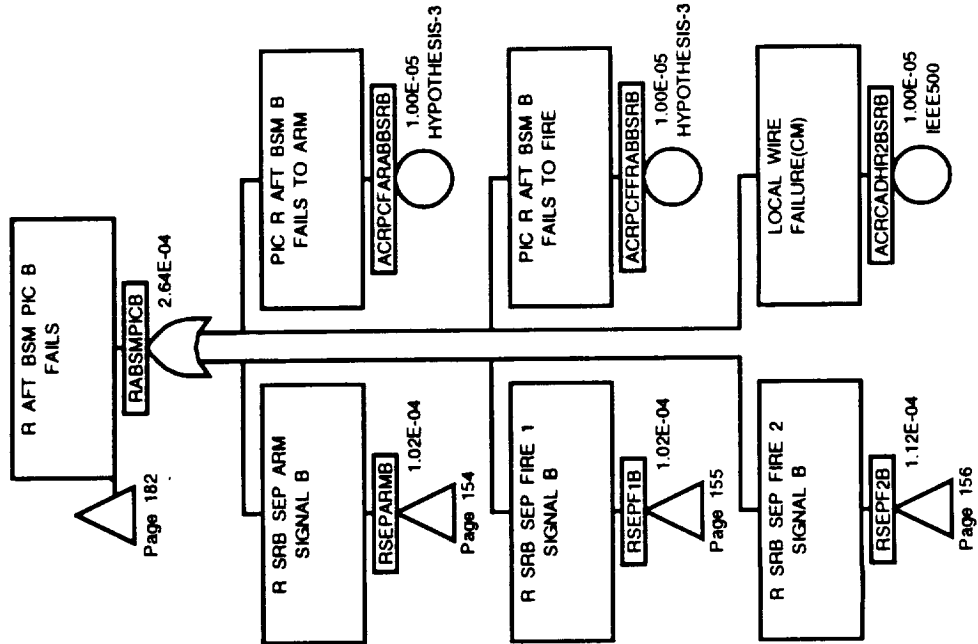 R AFT BSM PIC B
FAILS
RABSMPICB
2.64E-04
Page 182
R SRB SEP ARM
SIGNAL B
RSEPARMB
1.02E-04
Page 154
PIC R AFT BSM B
FAILS TO ARM
ACRPCFARABBSRB
1.00E-05
HYPOTHESIS-3
R SRB SEP FIRE 1
SIGNAL B
RSEPF1B
1.02E-04
Page 155
PIC R AFT BSM B
FAILS TO FIRE
ACRPCFFRABBSRB
1.00E-05
HYPOTHESIS-3
R SRB SEP FIRE 2
SIGNAL B
RSEPF2B
1.12E-04
Page 156
LOCAL WIRE
FAILURE(CM)
ACRCADHR2BSRB
1.00E-05
IEEE500